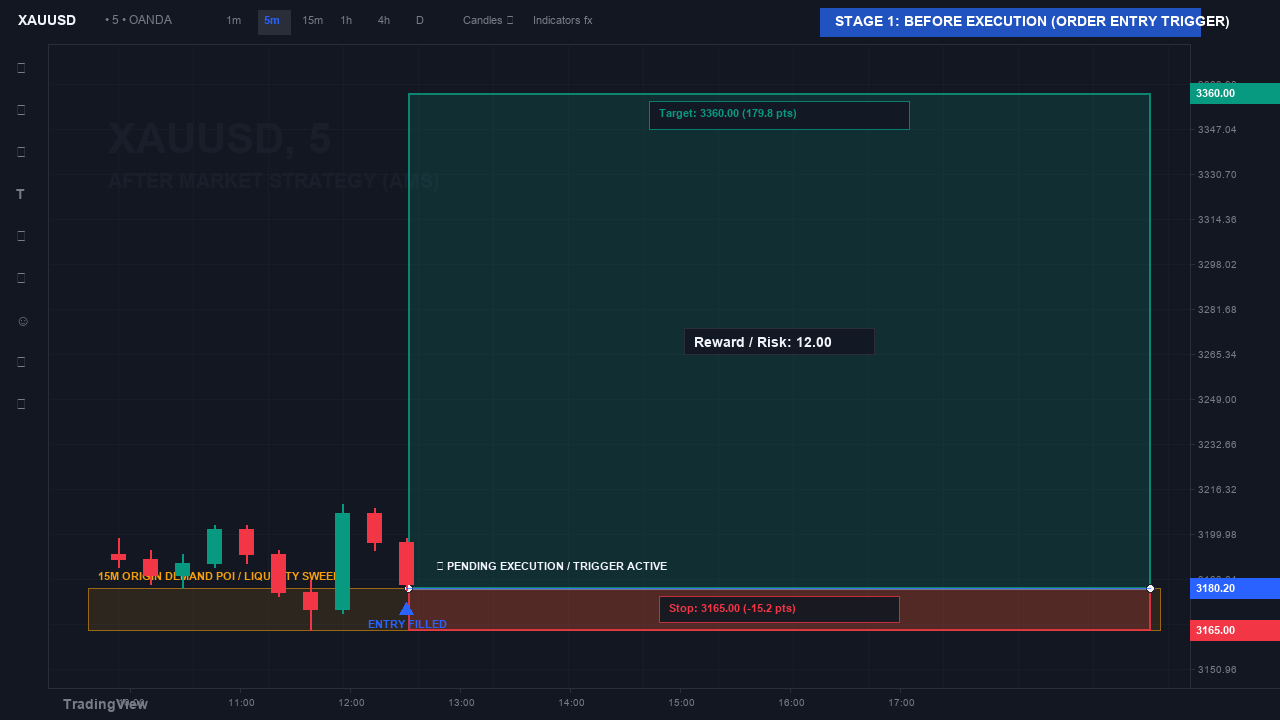 XAUUSD • 5 • OANDA 1m 5m 15m 1h 4h D Candles Indicators fx
STAGE 1: BEFORE EXECUTION (ORDER ENTRY TRIGGER)
3360.00
Target: 3360.00 (179.8 pts)
XAUUSD, 5
3347.04
AFTER MARKET STRATEGY (AMS)
3330.70
T
3314.36
3298.02
3281.68
Reward / Risk: 12.00
3265.34
3249.00
3232.66
3216.32
3199.98
PENDING EXECUTION / TRIGGER ACTIVE
15M ORIGIN DEMAND POI / LIQUIDITY SWEEP
3180.20
Stop: 3165.00 (-15.2 pts)
ENTRY FILLED
3165.00
3150.96
TradingView
11:00 12:00 13:00 14:00 15:00 16:00 17:00